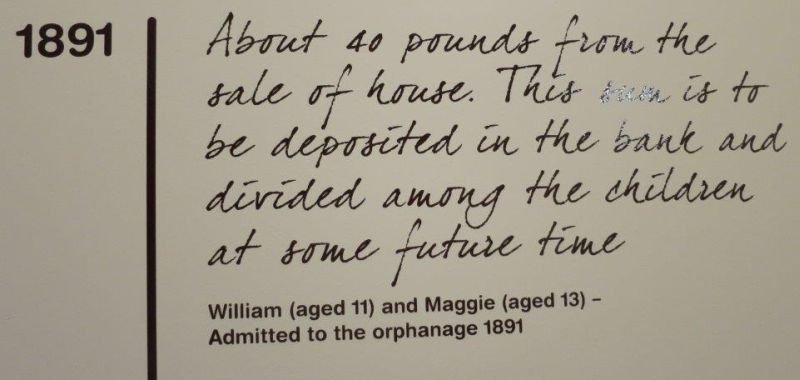 1891
About 40 pounds from the
sale of house. This sum is to
be deposited in the bank and
divided among the children
at some future time
William (aged 11) and Maggie (aged 13) –
Admitted to the orphanage 1891